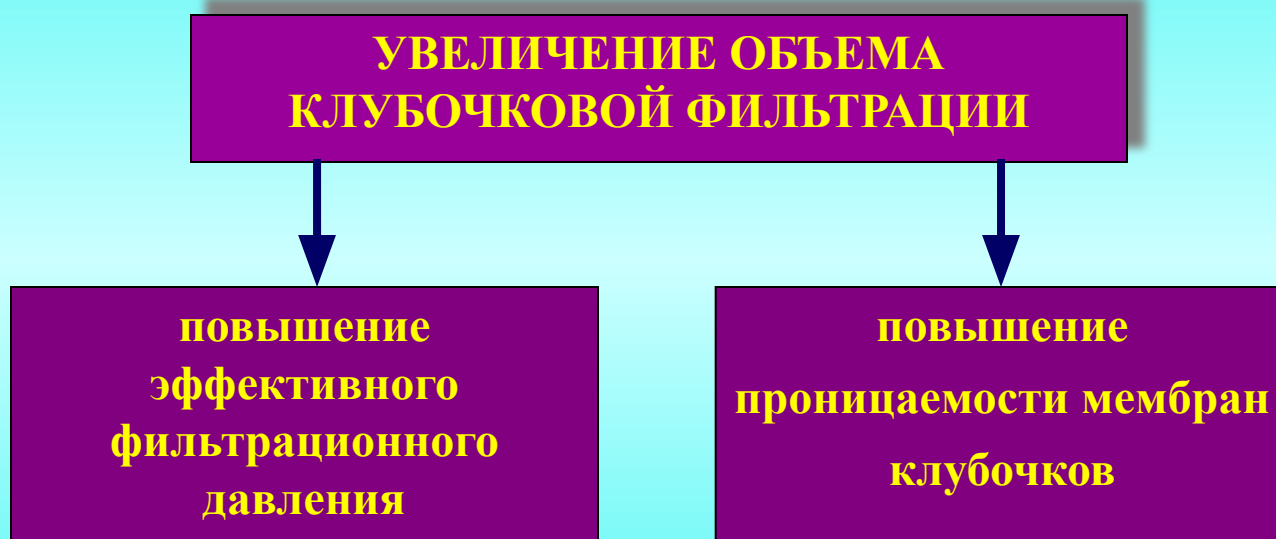 УВЕЛИЧЕНИЕ ОБЪЕМА
КЛУБОЧКОВОЙ ФИЛЬТРАЦИИ
повышение
эффективного
фильтрационного
давления
повышение
проницаемости мембран
клубочков